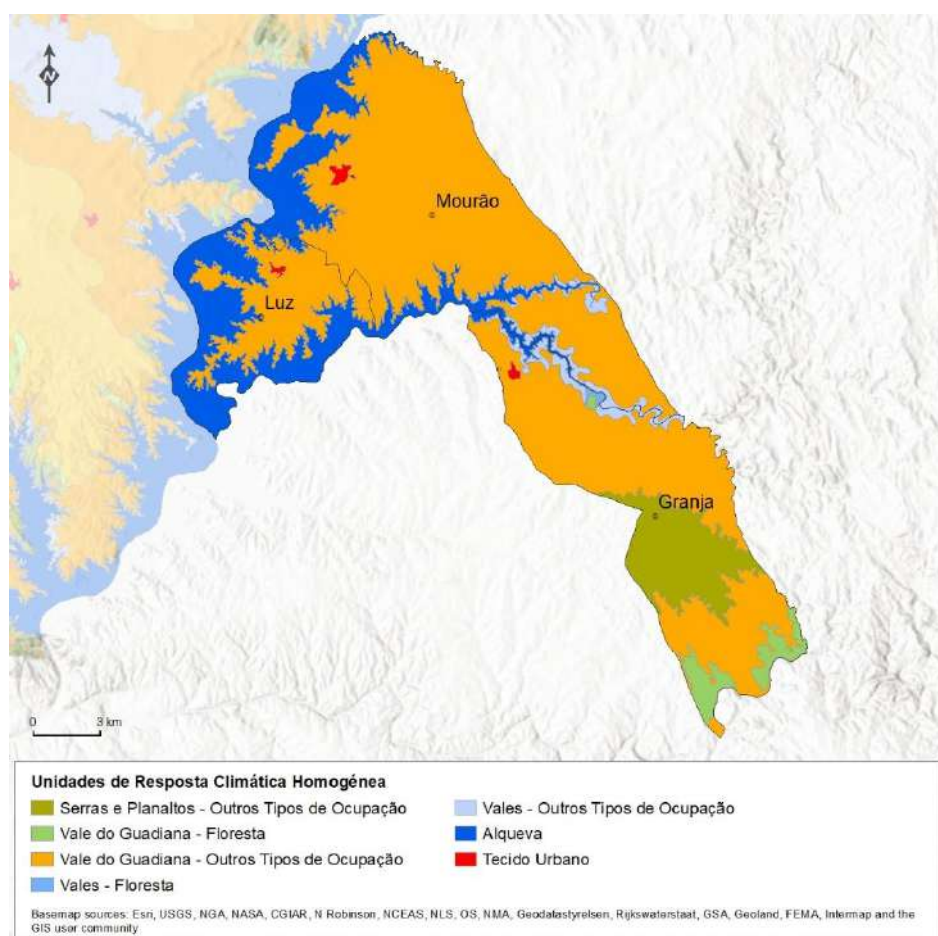 N
Mourão
Luz
Granja
0 3 km
Unidades de Resposta Climática Homogénea
Serras e Planaltos - Outros Tipos de Ocupação
Vale do Guadiana - Floresta
Vale do Guadiana - Outros Tipos de Ocupação
Vales - Floresta
Vales - Outros Tipos de Ocupação
Alqueva
Tecido Urbano
Basemap sources: Esri, USGS, NGA, NASA, CGIAR, N Robinson, NCEAS, NLS, OS, NMA, Geodatastyrelsen, Rijkswaterstaat, GSA, Geoland, FEMA, Intermap and the
GIS user community